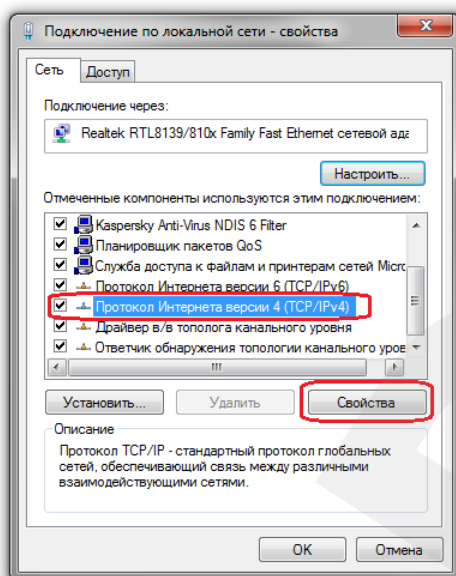 Подключение по локальной сети - свойства
Сеть Доступ
Подключение через:
Realtek RTL8139/810x Family Fast Ethernet сетевой ада
Настроить...
Отмеченные компоненты используются этим подключением:
Kaspersky Anti-Virus NDIS 6 Filter
Планировщик пакетов QoS
Служба доступа к файлам и принтерам сетей Micro
Протокол Интернета версии 6 (TCP/IPv6)
Протокол Интернета версии 4 (TCP/IPv4)
Драйвер в/в тополога канального уровня
Ответчик обнаружения топологии канального уров
Установить... Удалить Свойства
Описание
Протокол TCP/IP - стандартный протокол глобальных
сетей, обеспечивающий связь между различными
взаимодействующими сетями.
OK Отмена